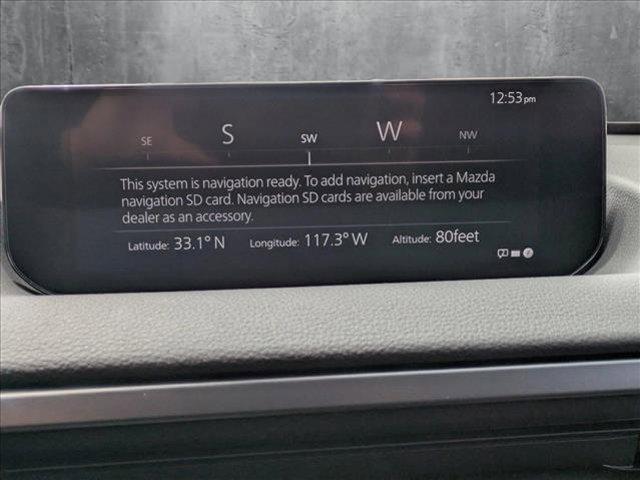 12:53pm
SE S SW W NW
This system is navigation ready. To add navigation, insert a Mazda
navigation SD card. Navigation SD cards are available from your
dealer as an accessory.
Latitude: 33.1° N Longitude: 117.3° W Altitude: 80feet